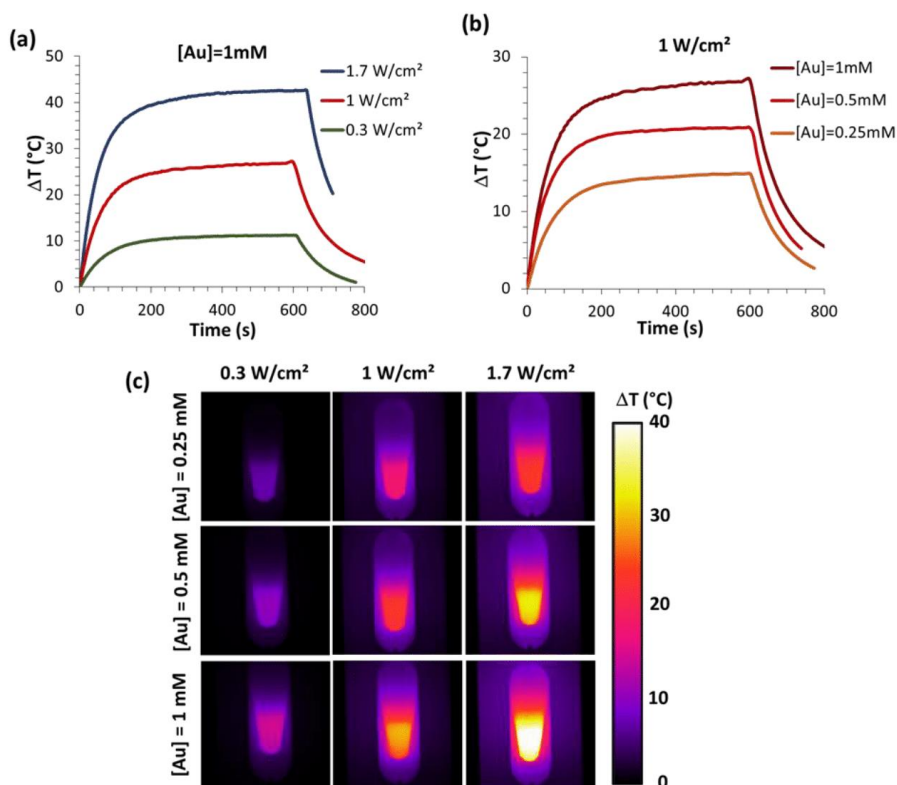 (a)
[Au]=1mM
50
40
30
20
10
0
ΔT (°C)
1.7 W/cm²
1 W/cm²
0.3 W/cm²
0 200 400 600 800
Time (s)
(b)
1 W/cm²
30
20
10
0
ΔT (°C)
[Au]=1mM
[Au]=0.5mM
[Au]=0.25mM
0 200 400 600 800
Time (s)
(c)
0.3 W/cm² 1 W/cm² 1.7 W/cm²
[Au] = 0.25 mM
[Au] = 0.5 mM
[Au] = 1 mM
ΔT (°C)
40
30
20
10
0